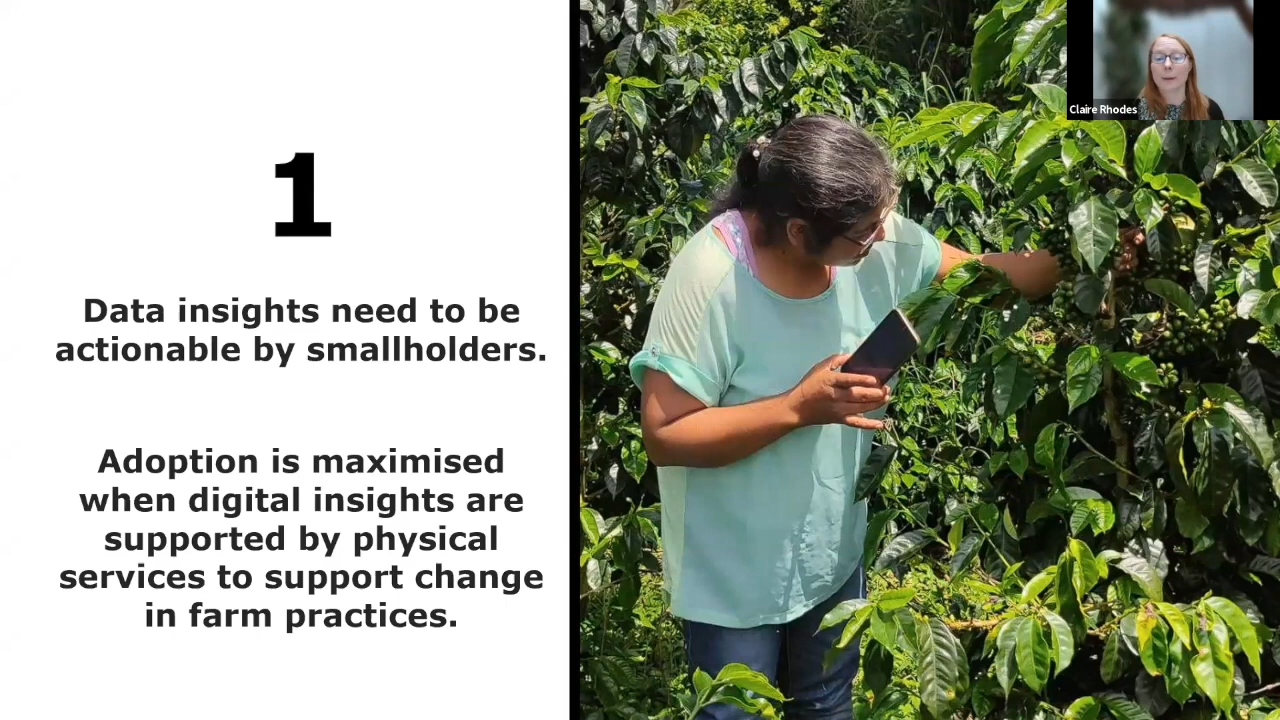 1
Data insights need to be
actionable by smallholders.
Adoption is maximised
when digital insights are
supported by physical
services to support change
in farm practices.
Claire Rhodes